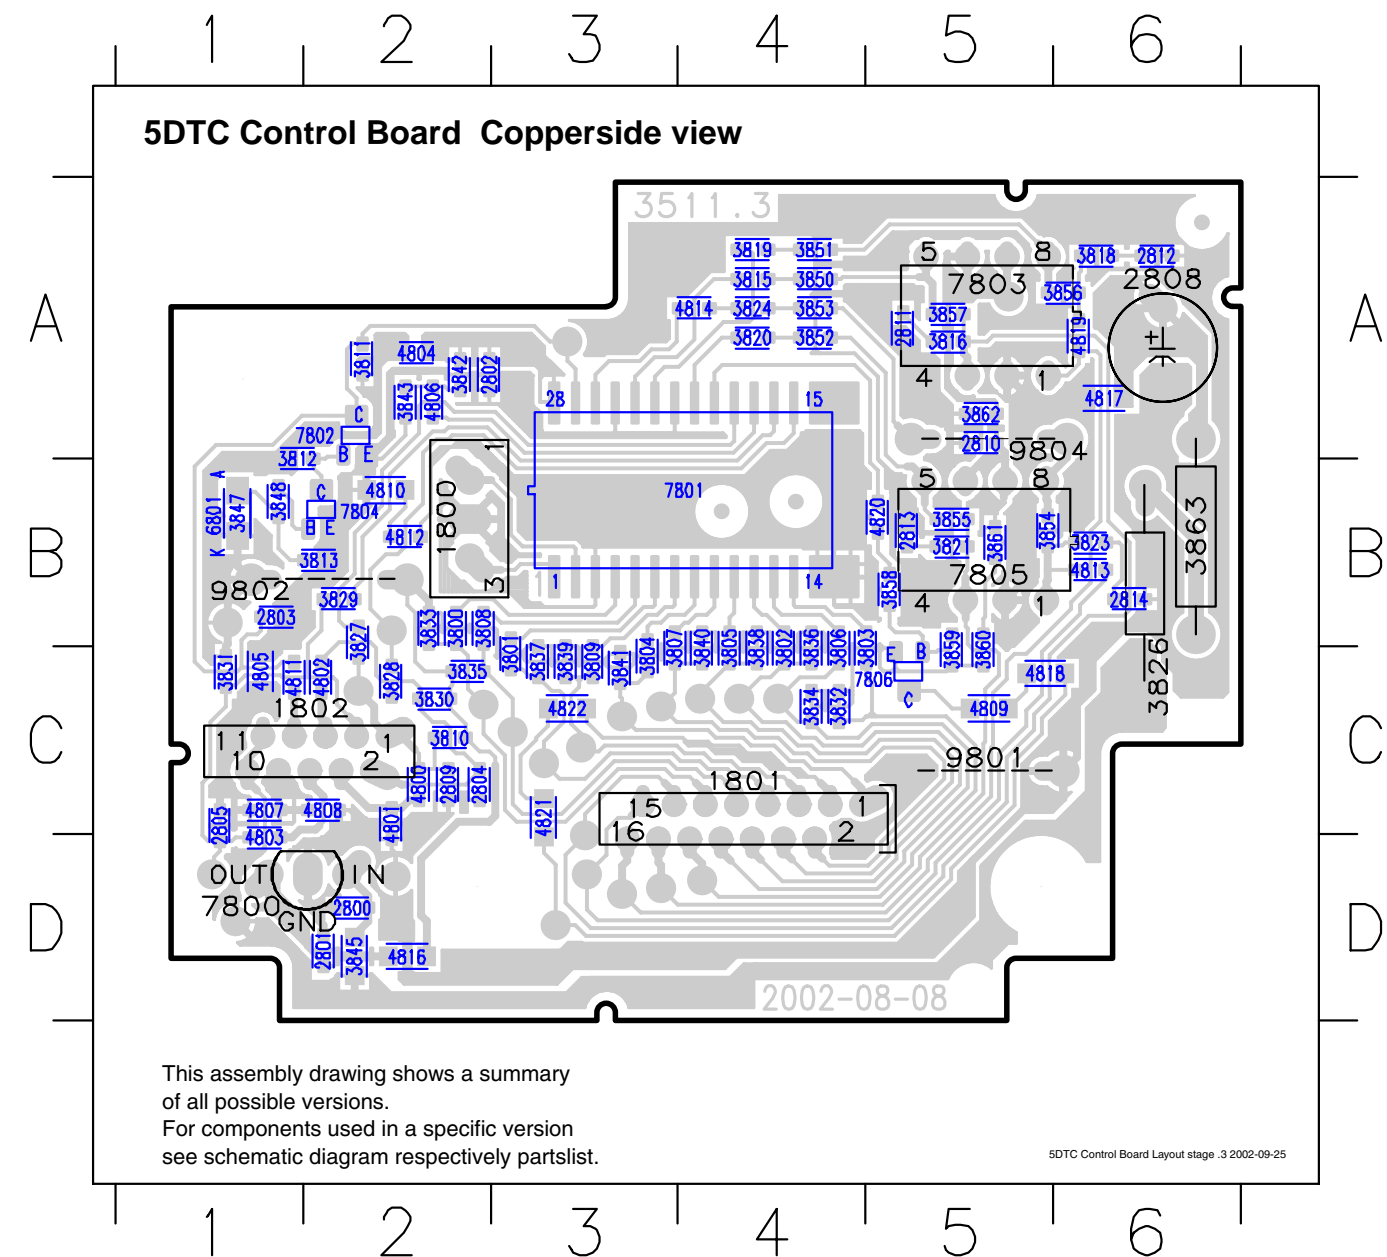 1 2 3 4 5 6
5DTC Control Board Copperside view
3511.3
3819 3851 5 8 3818 2812
3815 3850 7803 2808
3856
A A
4814 3824 3853 3857
2811 4819 +
3820 3852 3816
3811 4804 3842 2802
4 1
3843 4806 28 15 4817
C 3862
7802 1 2810
B E 9804
3812
A 5 8
6801 3847 3848 C 4810 1800 7801 4820 3863
7804 2813 3855 3854
B E 4812 3821 3861 3823
B K B
3813 3 1 14 7805 4813
9802 3829 3858 4 1 2814
2803 3833 3800 3808
3827 3801 3837 3839 3809 3841 3804 3807 3840 3805 3838 3802 3836 3806 3803 E B 3859 3860
3831 4805 4811 4802 3828 3835 7806 4818 3826
3830 4822 3834 3832 C 4809
1802
C 11 1 3810 C
10 2 9801
4800 2809 2804 1801
2805 4807 4808 4801 4821 15 1
4803 16 2
OUT IN
7800 2800
GND
D D
2801 3845 4816
2002-08-08
This assembly drawing shows a summary
of all possible versions.
For components used in a specific version
see schematic diagram respectively partslist.
5DTC Control Board Layout stage .3 2002-09-25
1 2 3 4 5 6